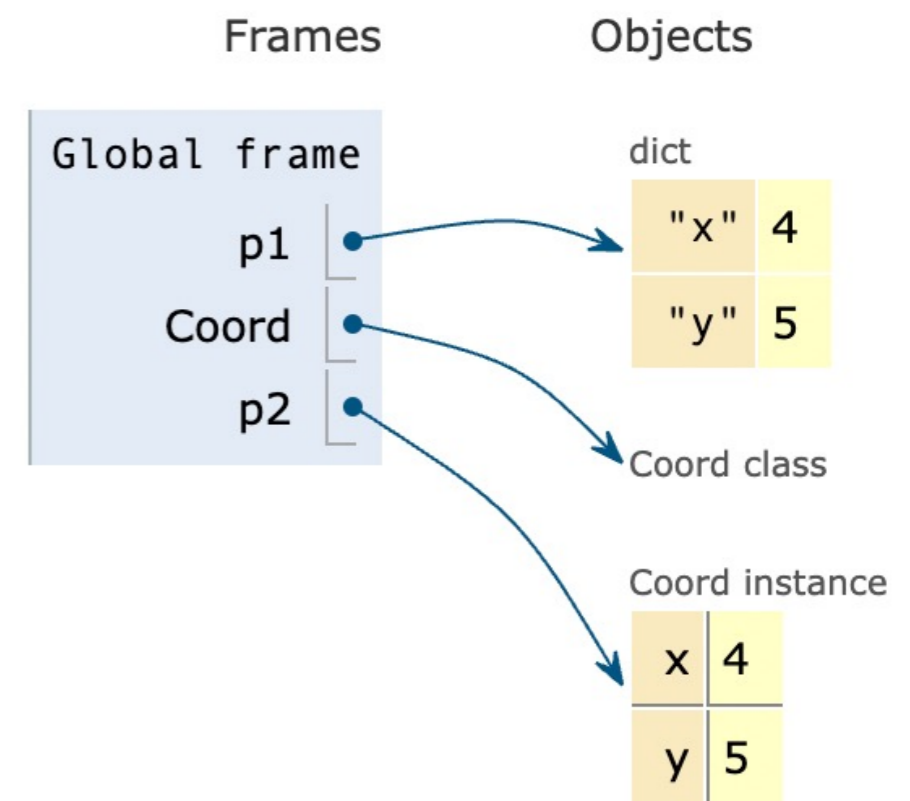 Frames Objects
Global frame
p1
Coord
p2
dict
"x" 4
"y" 5
Coord class
Coord instance
x 4
y 5